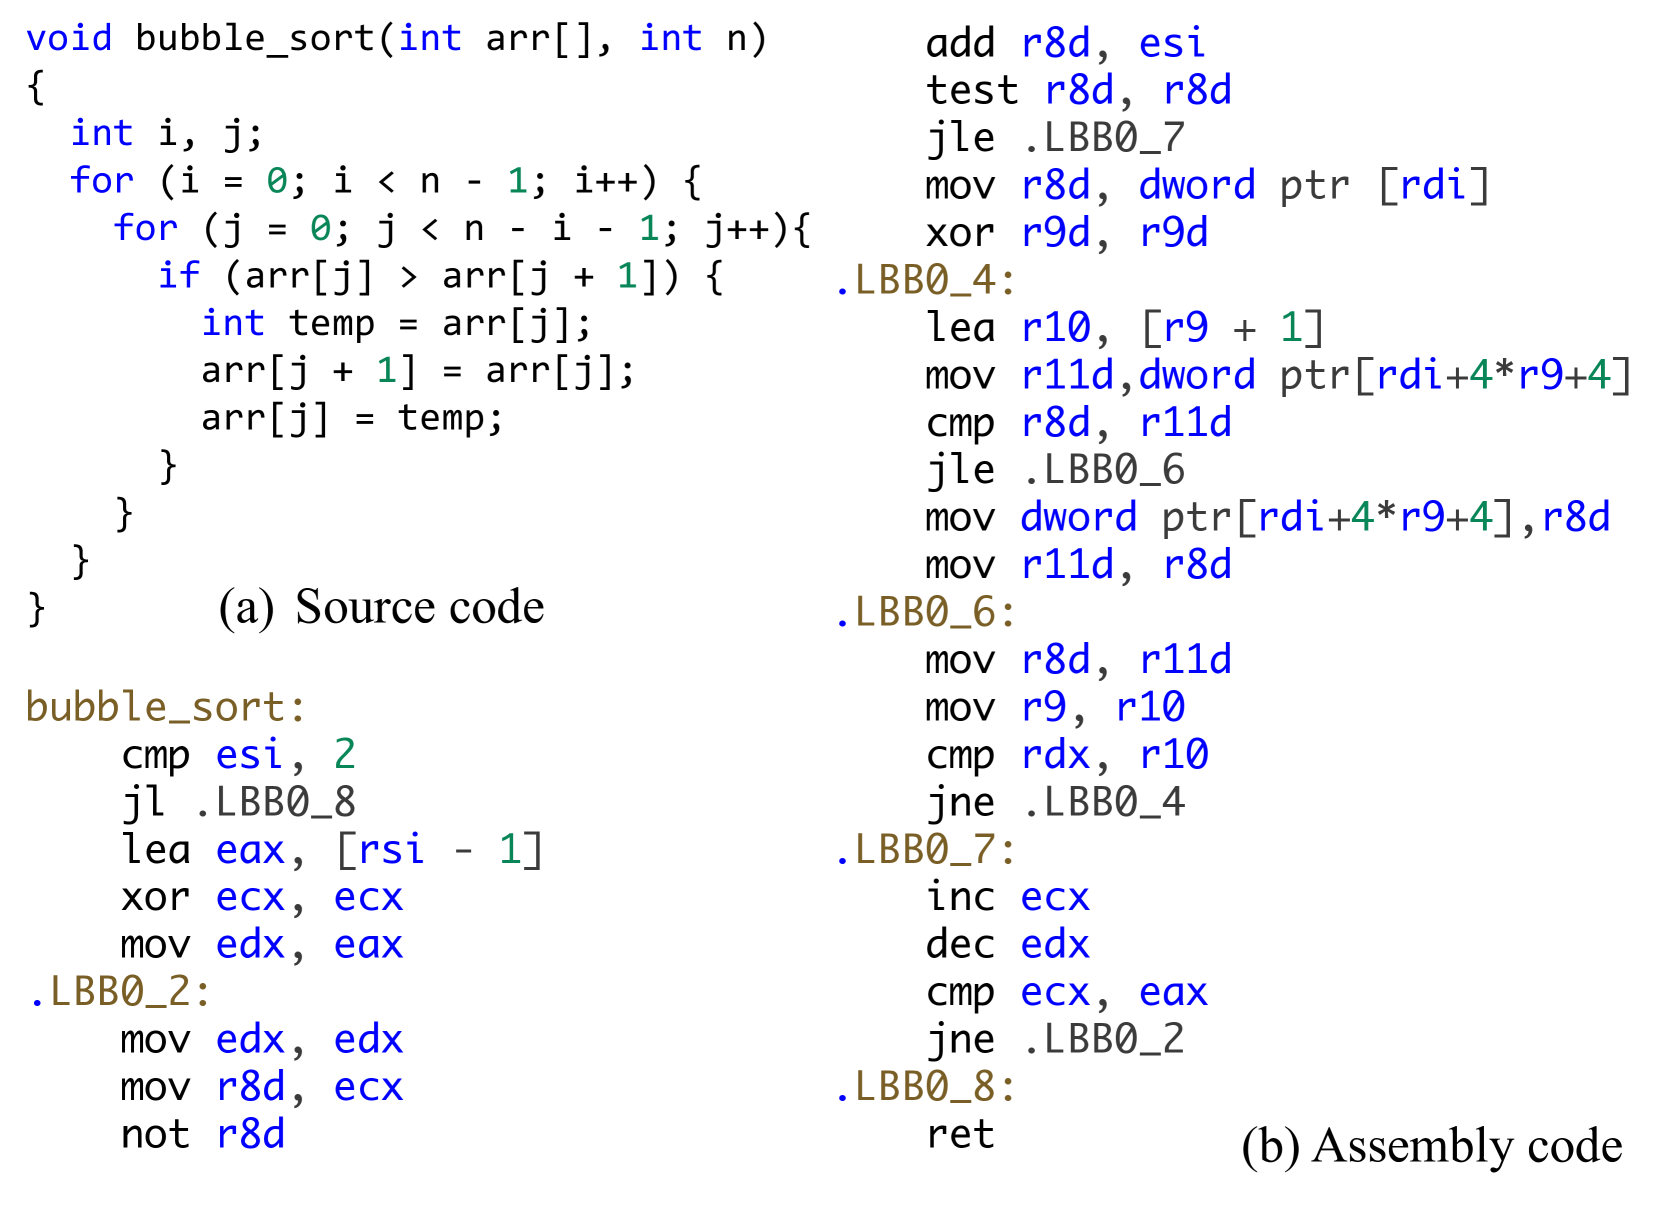 void bubble_sort(int arr[], int n)
{
  int i, j;
  for (i = 0; i < n - 1; i++) {
    for (j = 0; j < n - i - 1; j++){
      if (arr[j] > arr[j + 1]) {
        int temp = arr[j];
        arr[j + 1] = arr[j];
        arr[j] = temp;
      }
    }
  }
}
(a) Source code
bubble_sort:
    cmp esi, 2
    jl .LBB0_8
    lea eax, [rsi - 1]
    xor ecx, ecx
    mov edx, eax
.LBB0_2:
    mov edx, edx
    mov r8d, ecx
    not r8d
    add r8d, esi
    test r8d, r8d
    jle .LBB0_7
    mov r8d, dword ptr [rdi]
    xor r9d, r9d
.LBB0_4:
    lea r10, [r9 + 1]
    mov r11d,dword ptr[rdi+4*r9+4]
    cmp r8d, r11d
    jle .LBB0_6
    mov dword ptr[rdi+4*r9+4],r8d
    mov r11d, r8d
.LBB0_6:
    mov r8d, r11d
    mov r9, r10
    cmp rdx, r10
    jne .LBB0_4
.LBB0_7:
    inc ecx
    dec edx
    cmp ecx, eax
    jne .LBB0_2
.LBB0_8:
    ret
(b) Assembly code